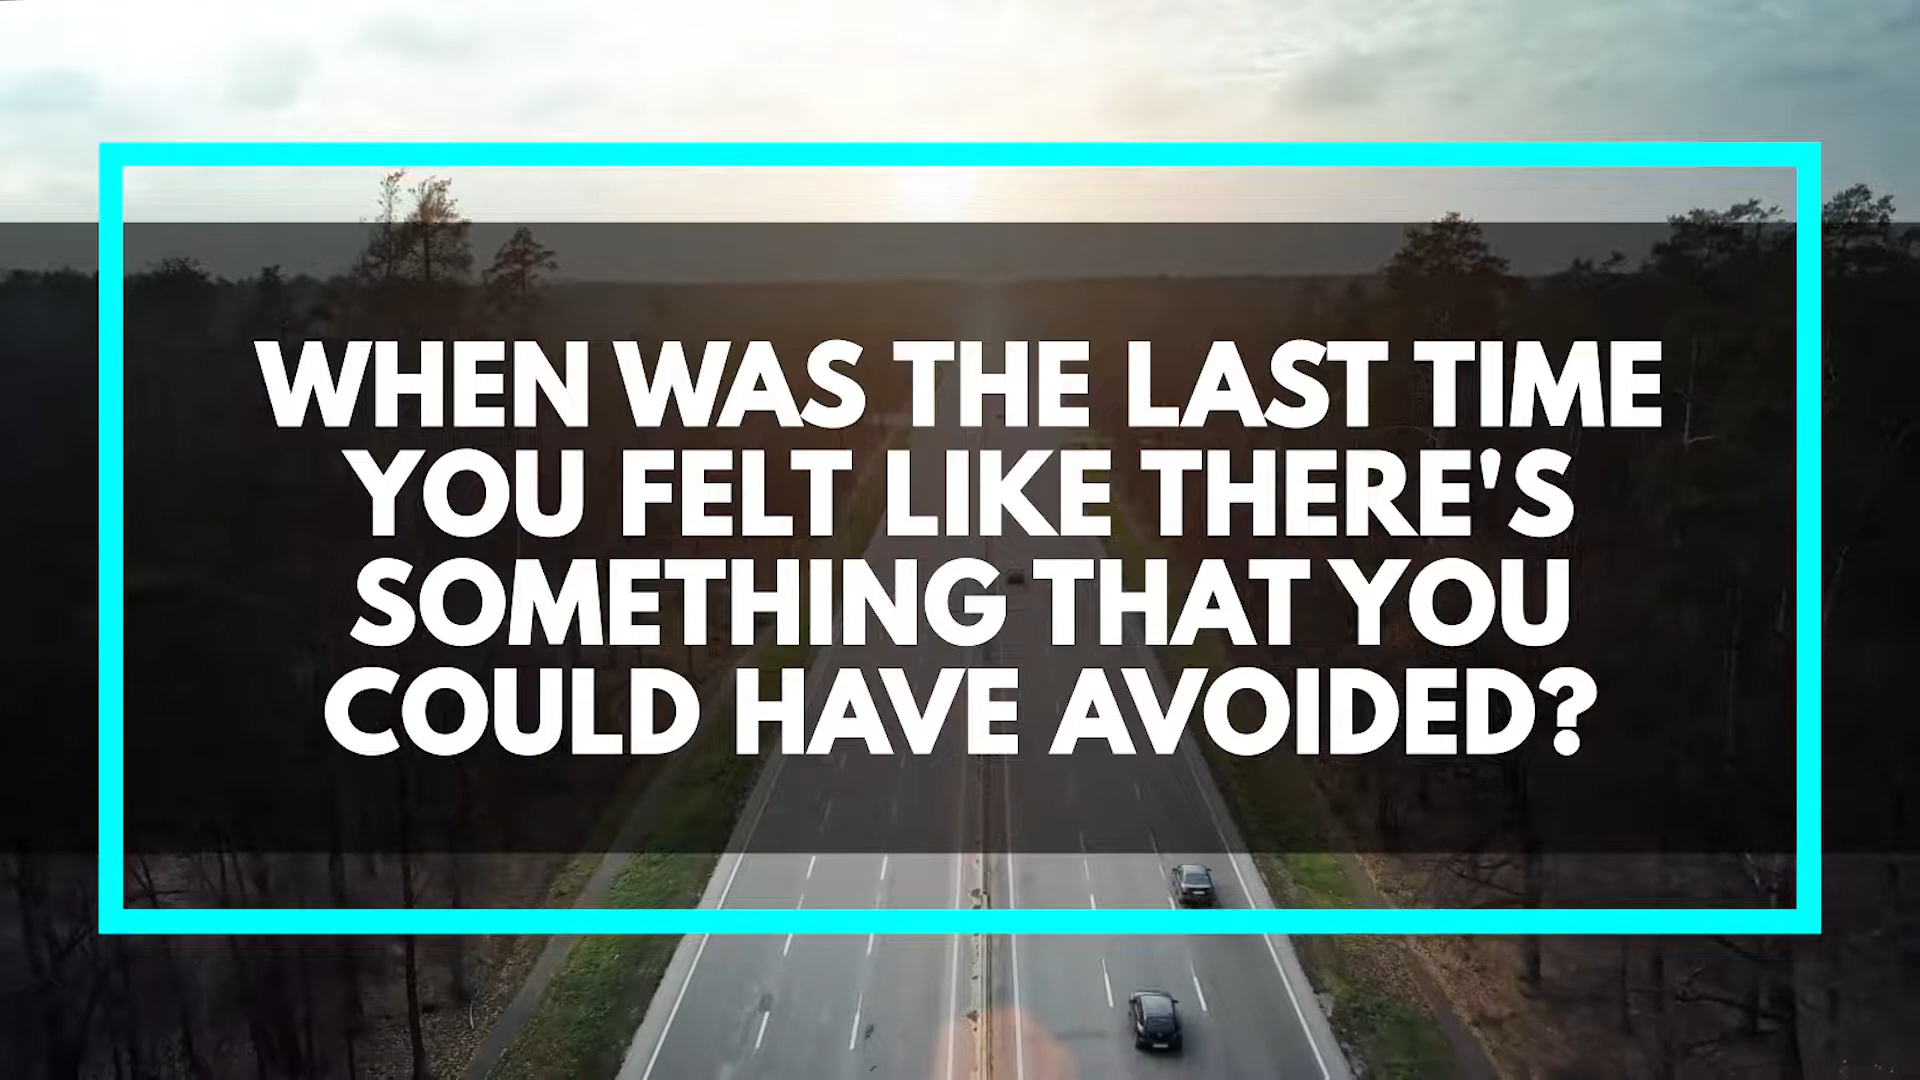 WHEN WAS THE LAST TIME
YOU FELT LIKE THERE'S
SOMETHING THAT YOU
COULD HAVE AVOIDED?